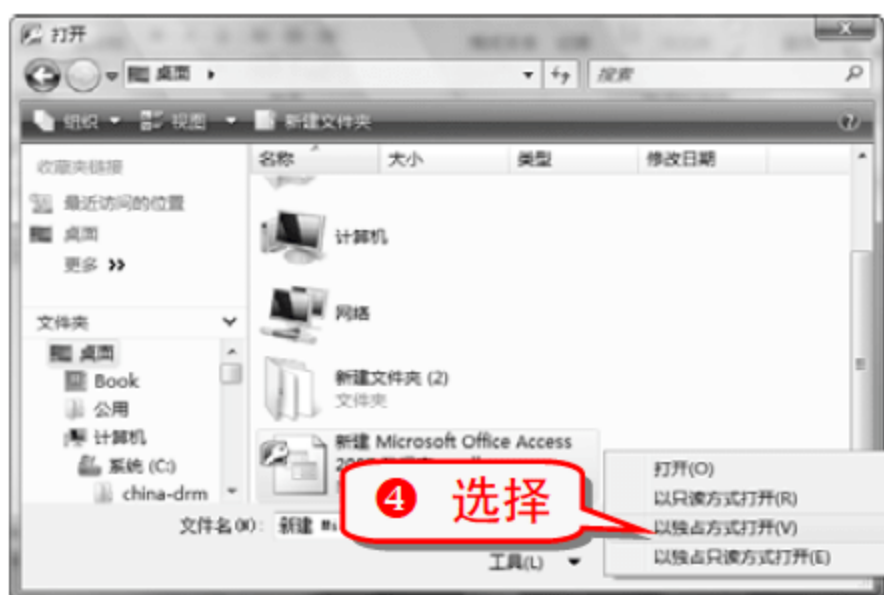 打开
桌面
搜索
组织 视图 新建文件夹
收藏夹链接
名称 大小 类型 修改日期
最近访问的位置
桌面
更多
计算机
网络
文件夹
桌面
Book
公用
计算机
系统 (C:)
china-drm
新建文件夹 (2)
文件夹
新建 Microsoft Office Access
文件名(N): 新建
4 选择
工具(L)
打开(O)
以只读方式打开(R)
以独占方式打开(V)
以独占只读方式打开(E)